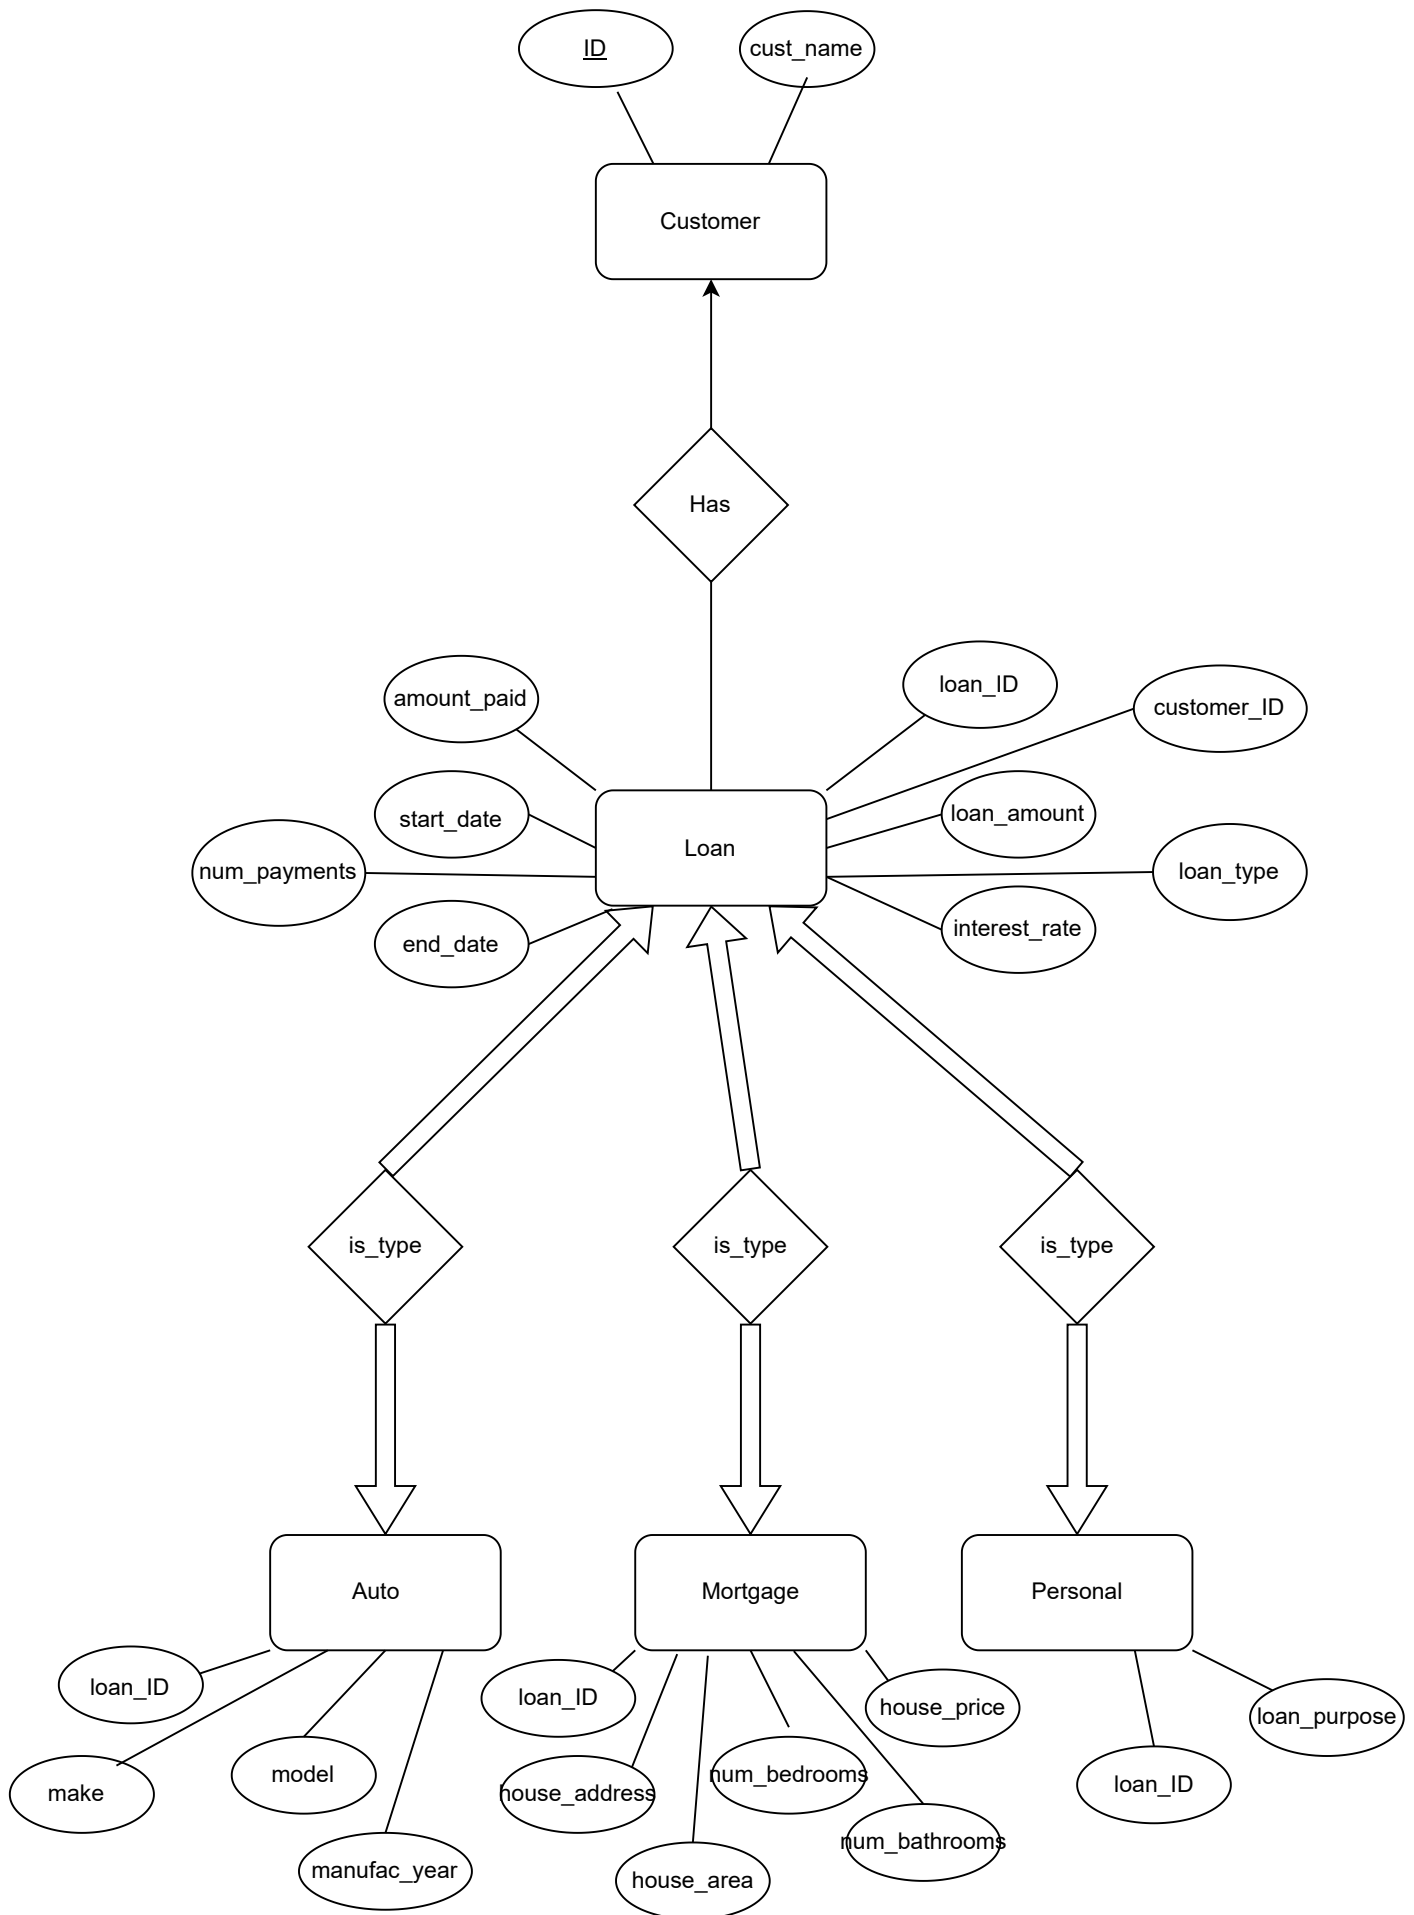 ID
cust_name
Customer
Has
loan_ID
amount_paid
customer_ID
loan_amount
start_date
Loan
num_payments
loan_type
interest_rate
end_date
is_type
is_type
is_type
Auto
Mortgage
Personal
loan_ID
loan_ID
house_price
loan_purpose
model
num_bedrooms
loan_ID
make
house_address
num_bathrooms
manufac_year
house_area